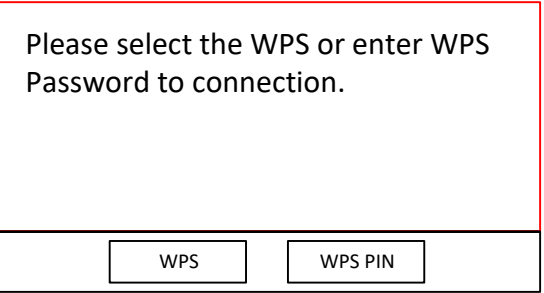 Please select the WPS or enter WPS
Password to connection.
WPS
WPS PIN